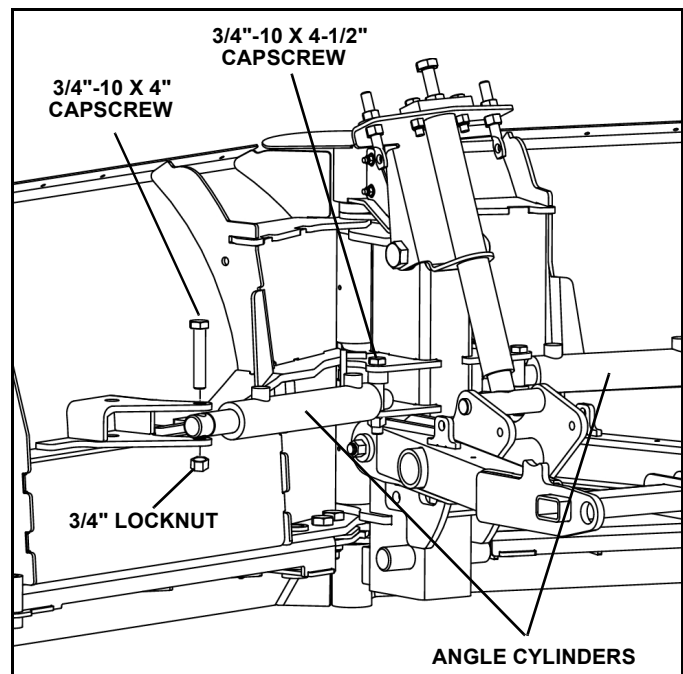 3/4"-10 X 4-1/2"
CAPSCREW
3/4"-10 X 4"
CAPSCREW
3/4" LOCKNUT
ANGLE CYLINDERS